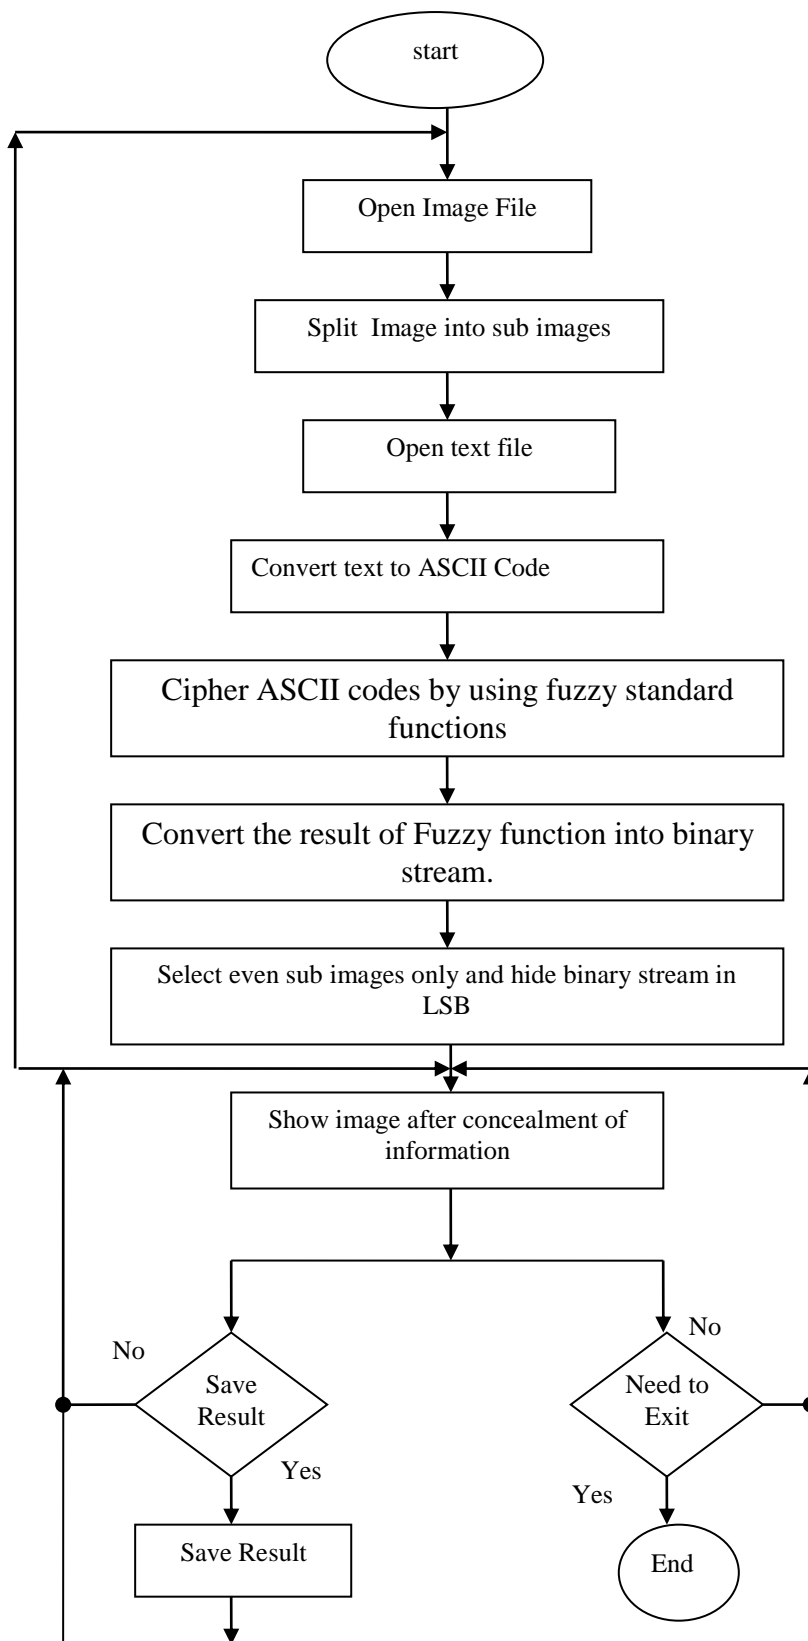 start
Open Image File
Split  Image into sub images
Open text file
Convert text to ASCII Code
Cipher ASCII codes by using fuzzy standard
functions
Convert the result of Fuzzy function into binary
stream.
Select even sub images only and hide binary stream in
LSB
Show image after concealment of
information
No
Save
Result
Yes
No
Need to
Exit
Yes
Save Result
End